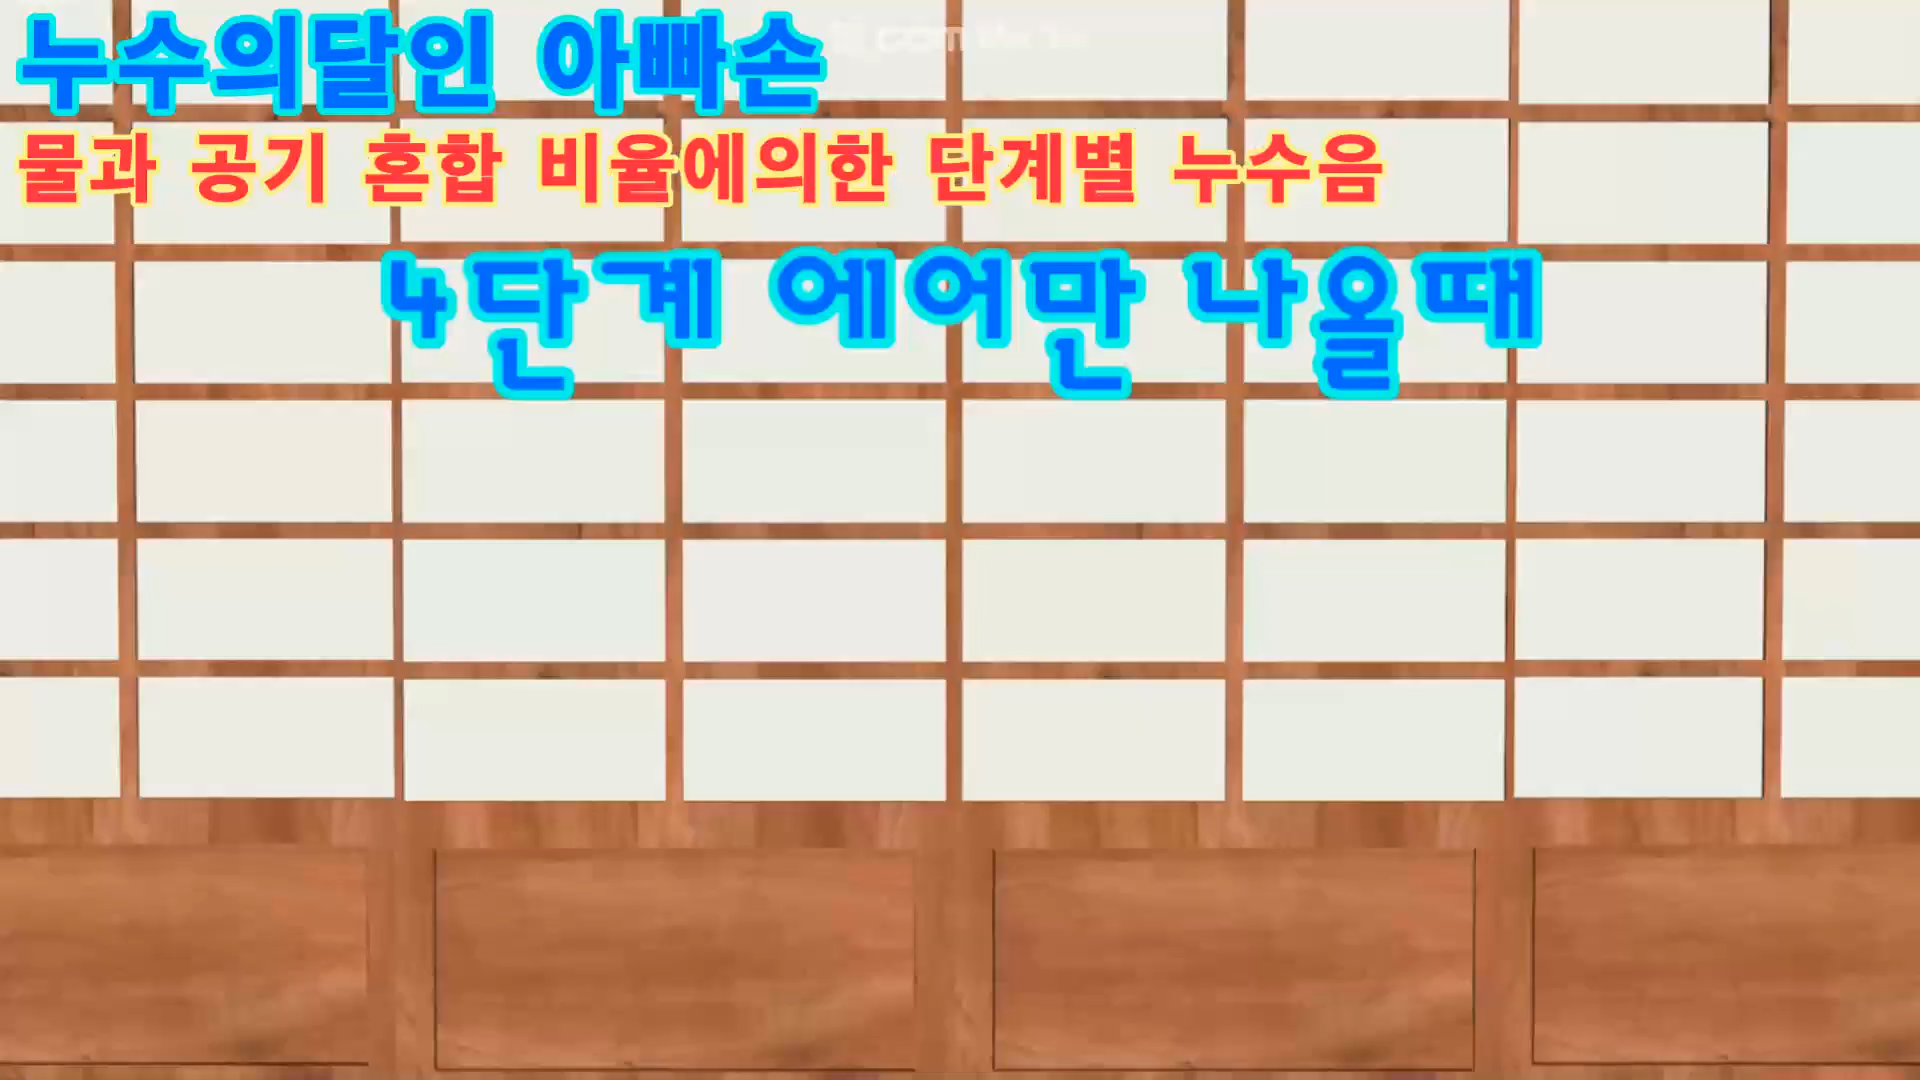 누수의달인 아빠손
물과 공기 혼합 비율에의한 단계별 누수음
4단계 에어만 나올때